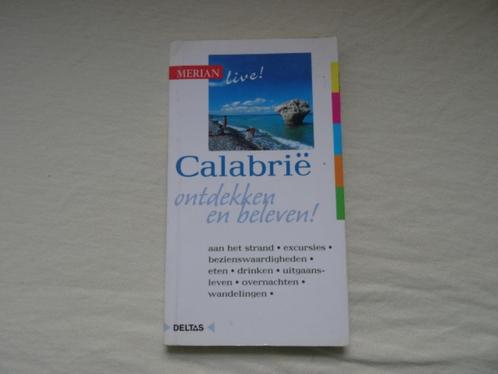 MERIAN live!
Calabrië
ontdekken
en beleven!
aan het strand • excursies •
bezienswaardigheden •
eten • drinken • uitgaans-
leven • overnachten •
wandelingen •
DELTAS